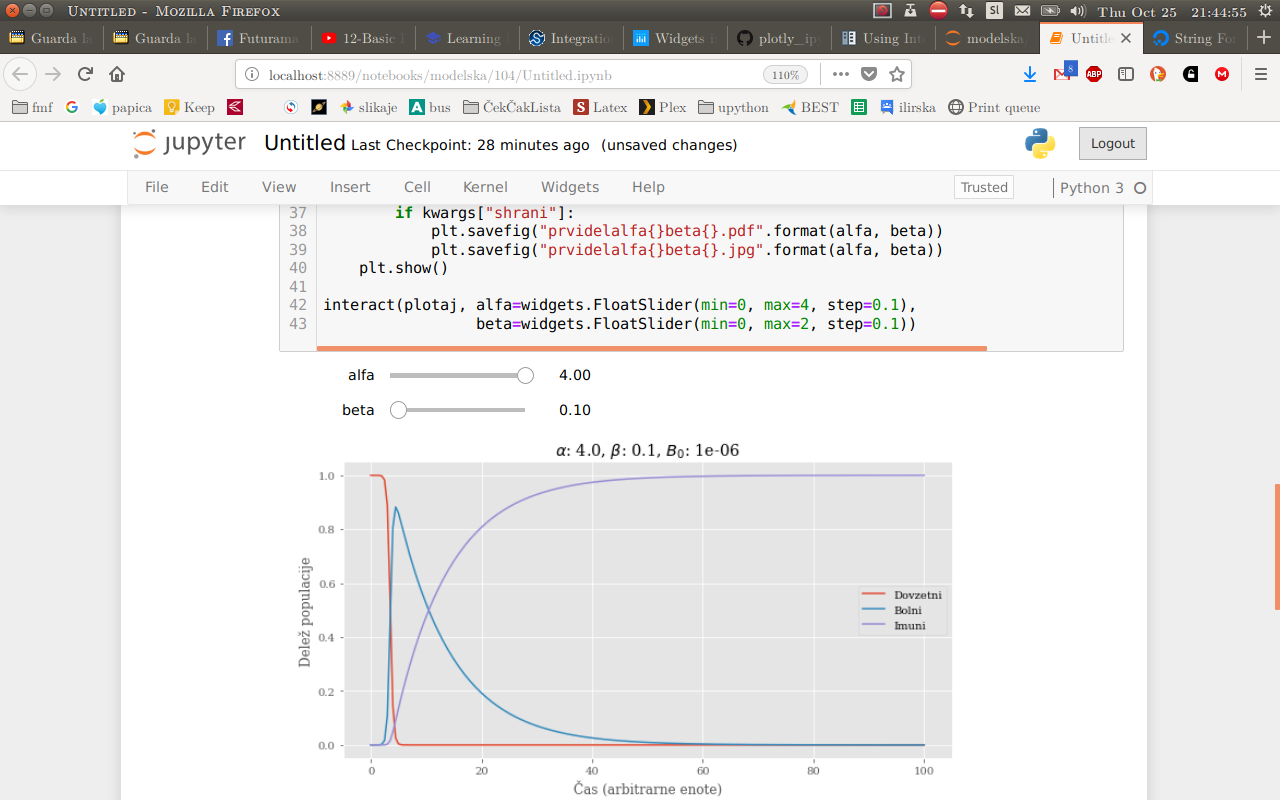 Untitled - Mozilla Firefox
Sl
Thu Oct 25 21:44:55
Guarda la
Guarda la
Futurama
12-Basic
Learning
Integration
Widgets i
plotly_ip
Using Int
modelska
Untitle
String Fo
localhost:8889/notebooks/modelska/104/Untitled.ipynb
110%
8
ABP
fmf
papica
Keep
slikaje
bus
ČekČakLista
Latex
Plex
upython
BEST
ilirska
Print queue
jupyter
Untitled Last Checkpoint: 28 minutes ago (unsaved changes)
Logout
File Edit View Insert Cell Kernel Widgets Help
Trusted
Python 3
37 if kwargs["shrani"]:
38 plt.savefig("prvidelalfa{}beta{}.pdf".format(alfa, beta))
39 plt.savefig("prvidelalfa{}beta{}.jpg".format(alfa, beta))
40 plt.show()
41
42 interact(plotaj, alfa=widgets.FloatSlider(min=0, max=4, step=0.1),
43 beta=widgets.FloatSlider(min=0, max=2, step=0.1))
alfa 4.00
beta 0.10
α: 4.0, β: 0.1, B₀: 1e-06
1.0
0.8
0.6
0.4
0.2
0.0
Delež populacije
Dovzetni
Bolni
Imuni
0 20 40 60 80 100
Čas (arbitrarne enote)